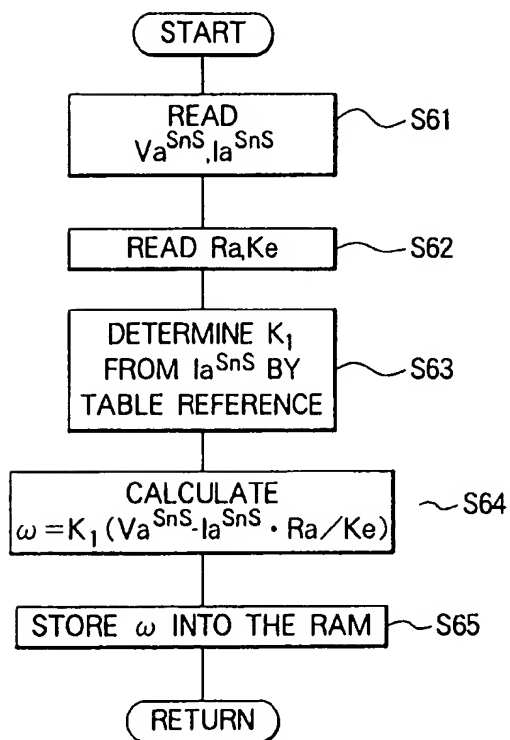 START
READ
Va^SnS,Ia^SnS
S61
READ Ra,Ke
S62
DETERMINE K₁
FROM Ia^SnS BY
TABLE REFERENCE
S63
CALCULATE
ω=K₁(Va^SnS-Ia^SnS・Ra/Ke)
S64
STORE ω INTO THE RAM
S65
RETURN